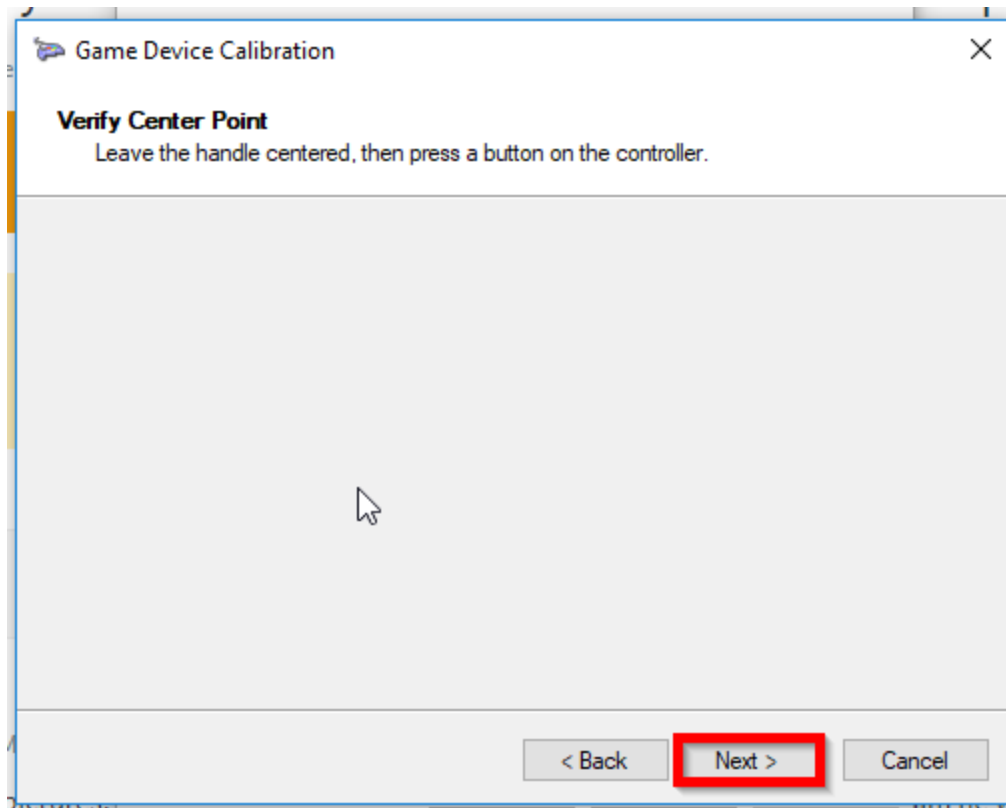 Game Device Calibration
Verify Center Point
Leave the handle centered, then press a button on the controller.
< Back
Next >
Cancel